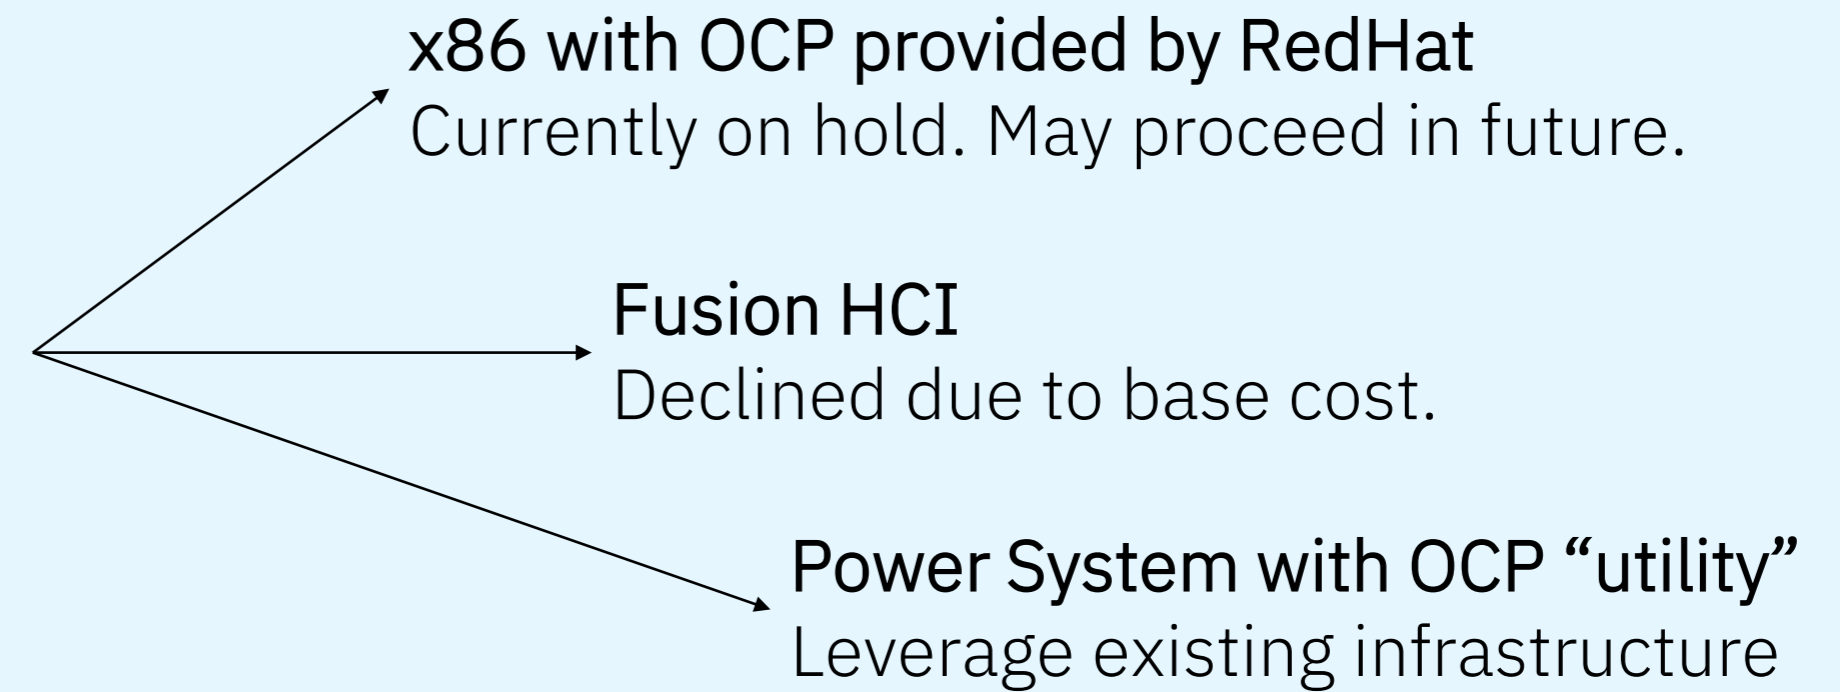 x86 with OCP provided by RedHat
Currently on hold. May proceed in future.
Fusion HCI
Declined due to base cost.
Power System with OCP “utility”
Leverage existing infrastructure